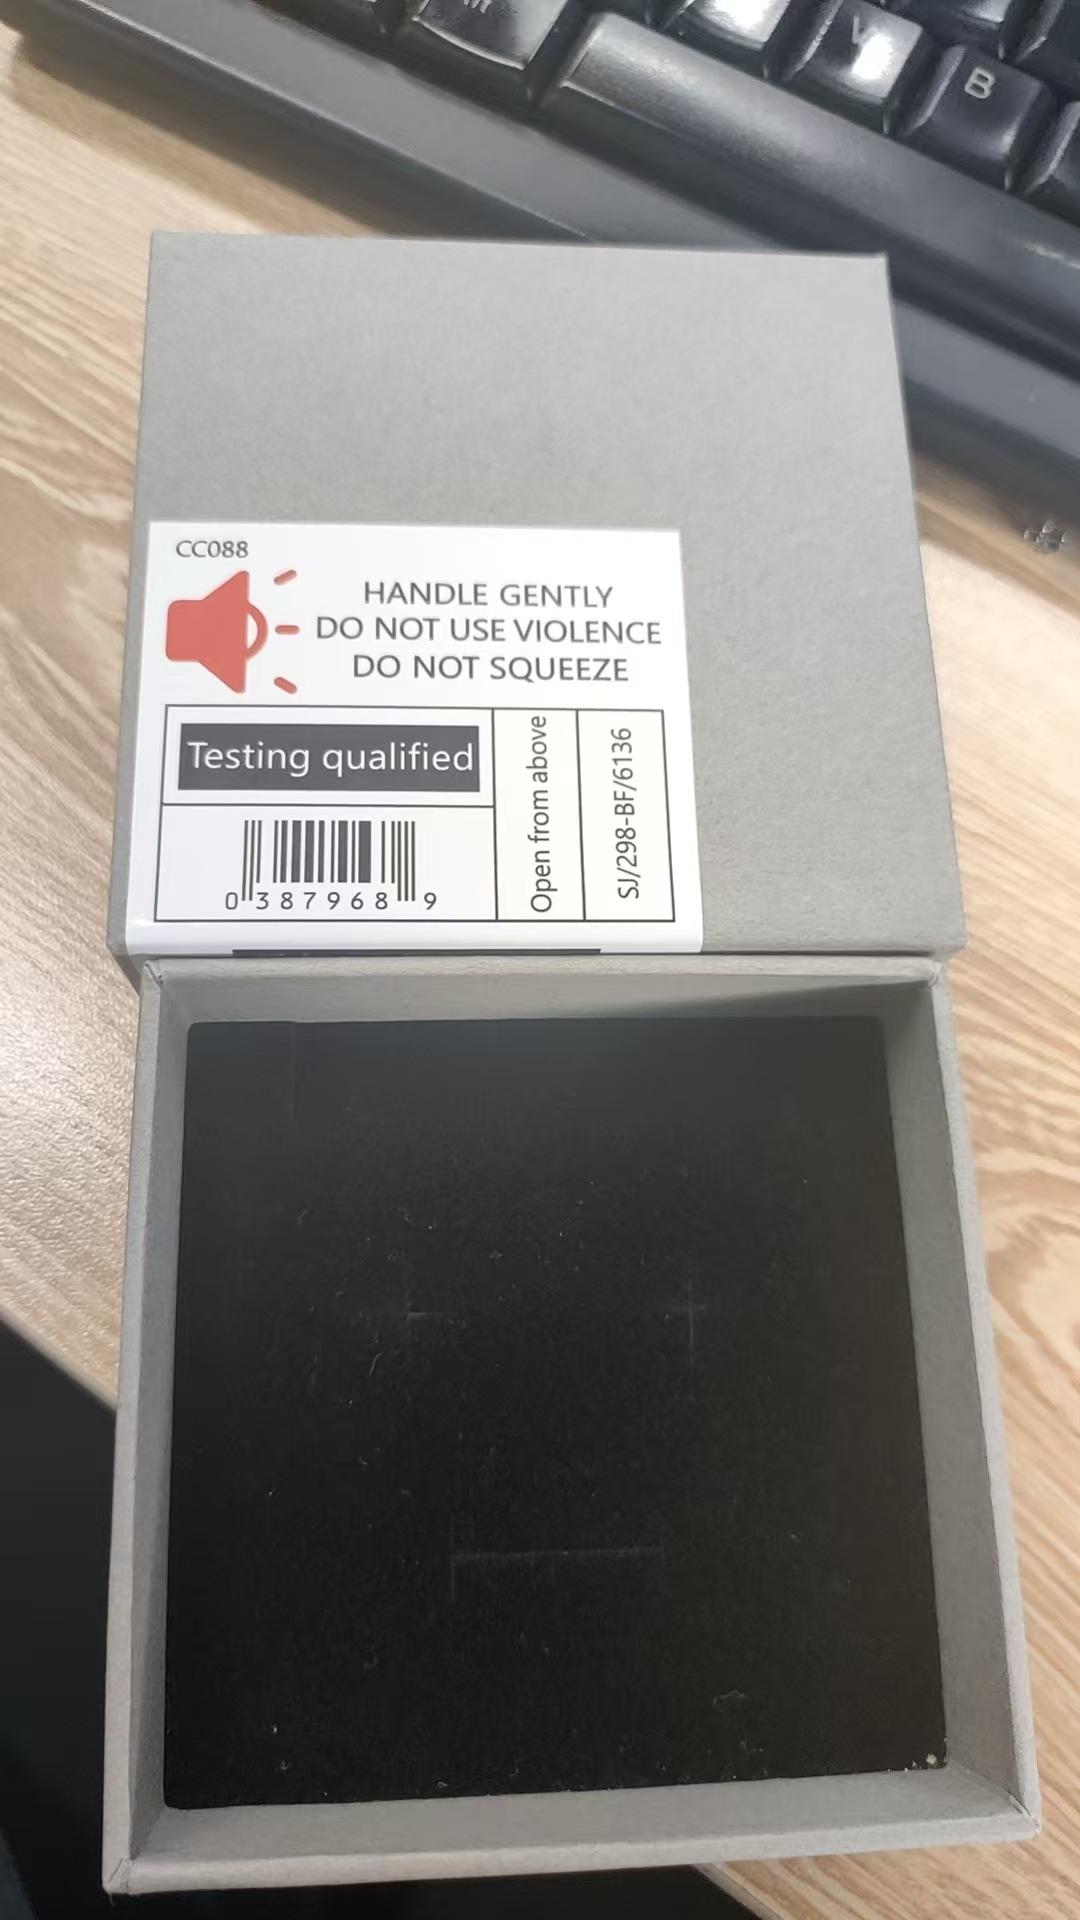 V
B
CC088
HANDLE GENTLY
DO NOT USE VIOLENCE
DO NOT SQUEEZE
Testing qualified
Open from above
SJ/298-BF/6136
0 387968 9